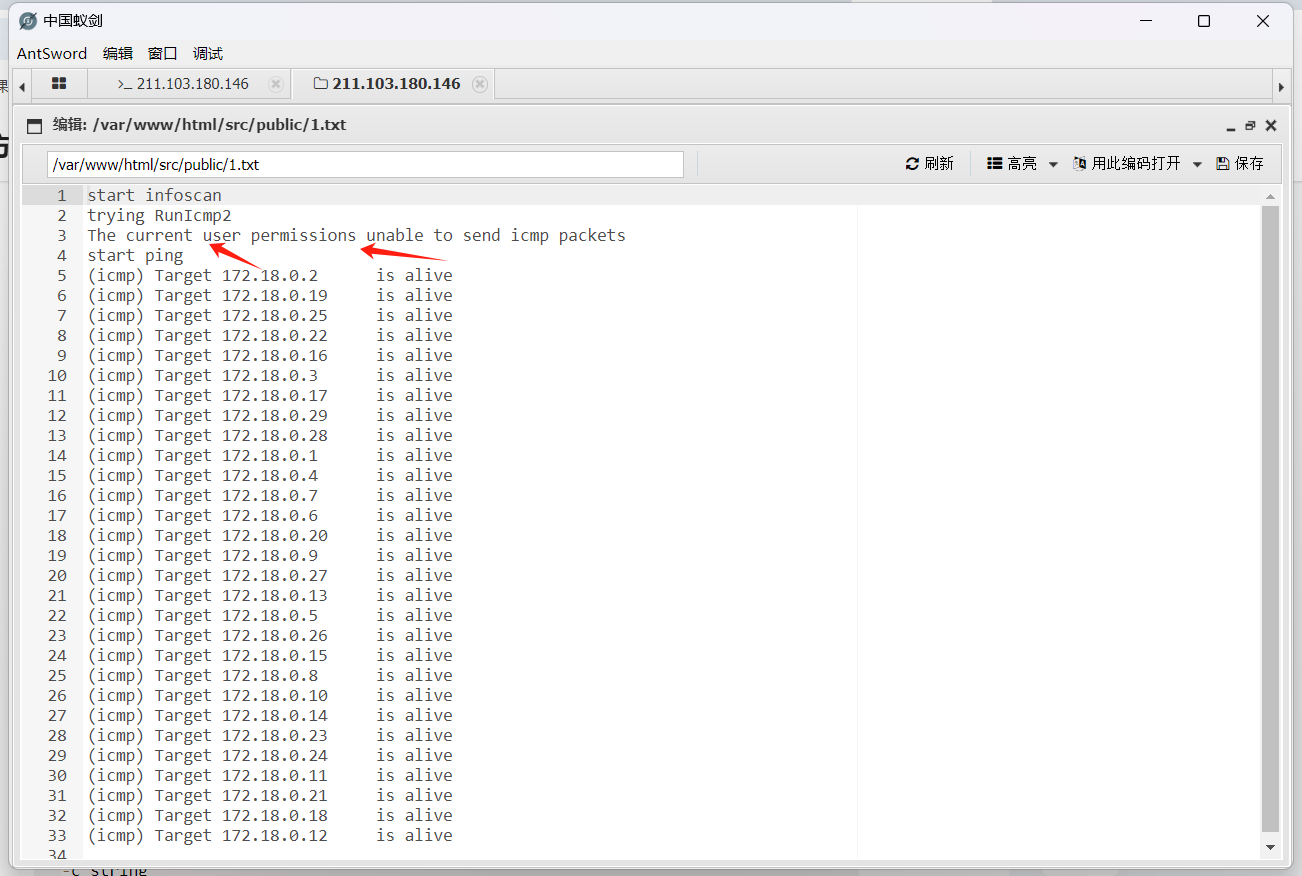 中国蚁剑
AntSword 编辑 窗口 调试
>_ 211.103.180.146 211.103.180.146
编辑: /var/www/html/src/public/1.txt
/var/www/html/src/public/1.txt 刷新 高亮 用此编码打开 保存
1 start infoscan
2 trying RunIcmp2
3 The current user permissions unable to send icmp packets
4 start ping
5 (icmp) Target 172.18.0.2 is alive
6 (icmp) Target 172.18.0.19 is alive
7 (icmp) Target 172.18.0.25 is alive
8 (icmp) Target 172.18.0.22 is alive
9 (icmp) Target 172.18.0.16 is alive
10 (icmp) Target 172.18.0.3 is alive
11 (icmp) Target 172.18.0.17 is alive
12 (icmp) Target 172.18.0.29 is alive
13 (icmp) Target 172.18.0.28 is alive
14 (icmp) Target 172.18.0.1 is alive
15 (icmp) Target 172.18.0.4 is alive
16 (icmp) Target 172.18.0.7 is alive
17 (icmp) Target 172.18.0.6 is alive
18 (icmp) Target 172.18.0.20 is alive
19 (icmp) Target 172.18.0.9 is alive
20 (icmp) Target 172.18.0.27 is alive
21 (icmp) Target 172.18.0.13 is alive
22 (icmp) Target 172.18.0.5 is alive
23 (icmp) Target 172.18.0.26 is alive
24 (icmp) Target 172.18.0.15 is alive
25 (icmp) Target 172.18.0.8 is alive
26 (icmp) Target 172.18.0.10 is alive
27 (icmp) Target 172.18.0.14 is alive
28 (icmp) Target 172.18.0.23 is alive
29 (icmp) Target 172.18.0.24 is alive
30 (icmp) Target 172.18.0.11 is alive
31 (icmp) Target 172.18.0.21 is alive
32 (icmp) Target 172.18.0.18 is alive
33 (icmp) Target 172.18.0.12 is alive
34
string